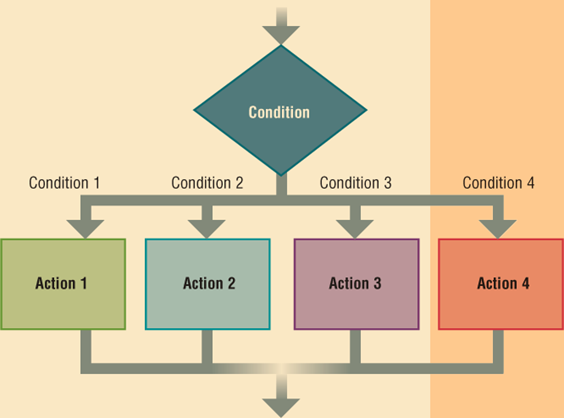 Condition
Condition 1
Condition 2
Condition 3
Condition 4
Action 1
Action 2
Action 3
Action 4